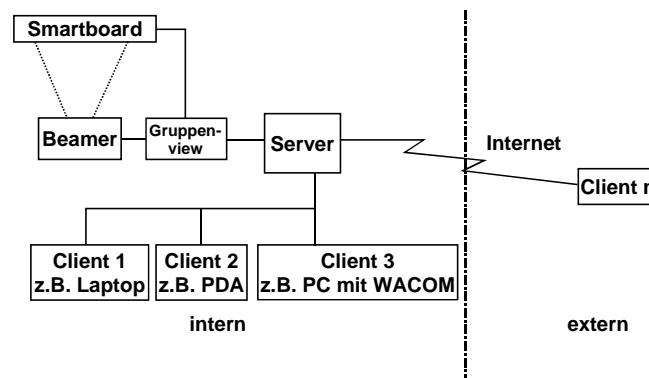 Smartboard
Beamer
Gruppen-
view
Server
Internet
Client n
Client 1
z.B. Laptop
Client 2
z.B. PDA
Client 3
z.B. PC mit WACOM
intern
extern